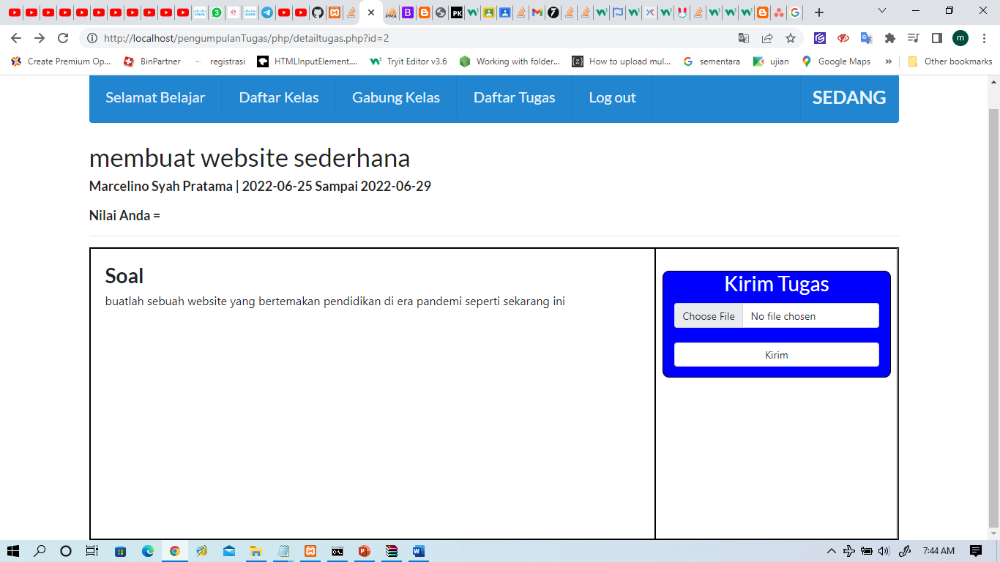 3
PMA
B
PK
7
http://localhost/pengumpulanTugas/php/detailtugas.php?id=2
m
Create Premium Op...
BinPartner
registrasi
HTMLInputElement....
Tryit Editor v3.6
Working with folder...
How to upload mul...
sementara
ujian
Google Maps
»
Other bookmarks
Selamat Belajar
Daftar Kelas
Gabung Kelas
Daftar Tugas
Log out
SEDANG
membuat website sederhana
Marcelino Syah Pratama | 2022-06-25 Sampai 2022-06-29
Nilai Anda =
Soal
buatlah sebuah website yang bertemakan pendidikan di era pandemi seperti sekarang ini
Kirim Tugas
Choose File No file chosen
Kirim
7:44 AM